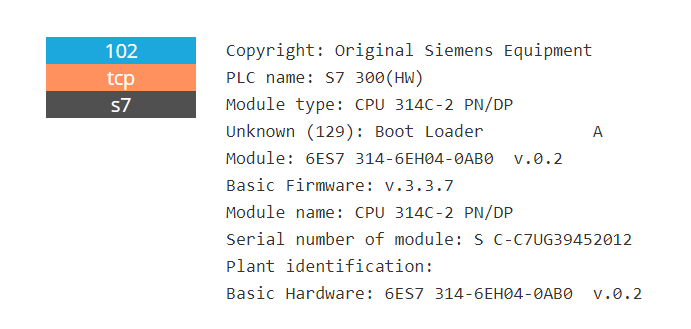 102
tcp
s7
Copyright: Original Siemens Equipment
PLC name: S7 300(HW)
Module type: CPU 314C-2 PN/DP
Unknown (129): Boot Loader           A
Module: 6ES7 314-6EH04-0AB0  v.0.2
Basic Firmware: v.3.3.7
Module name: CPU 314C-2 PN/DP
Serial number of module: S C-C7UG39452012
Plant identification:
Basic Hardware: 6ES7 314-6EH04-0AB0  v.0.2